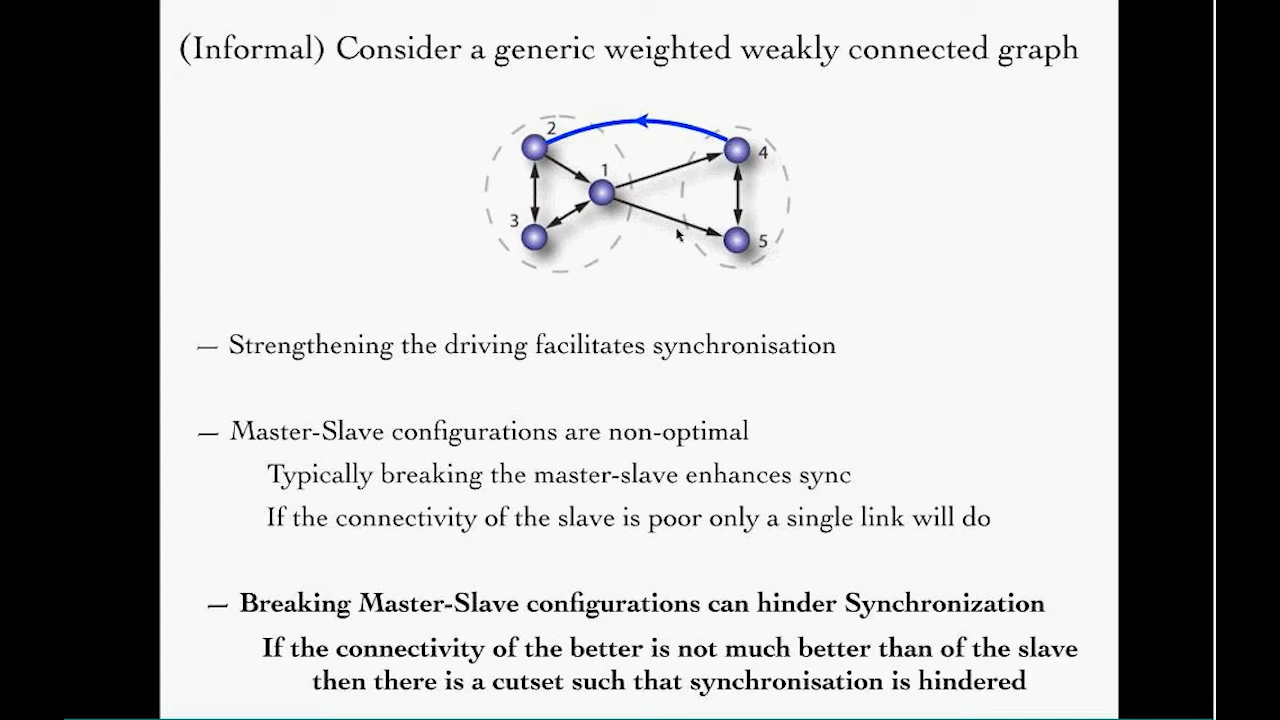 (Informal) Consider a generic weighted weakly connected graph
2
1
4
3
5
– Strengthening the driving facilitates synchronisation
– Master-Slave configurations are non-optimal
Typically breaking the master-slave enhances sync
If the connectivity of the slave is poor only a single link will do
– Breaking Master-Slave configurations can hinder Synchronization
If the connectivity of the better is not much better than of the slave
then there is a cutset such that synchronisation is hindered